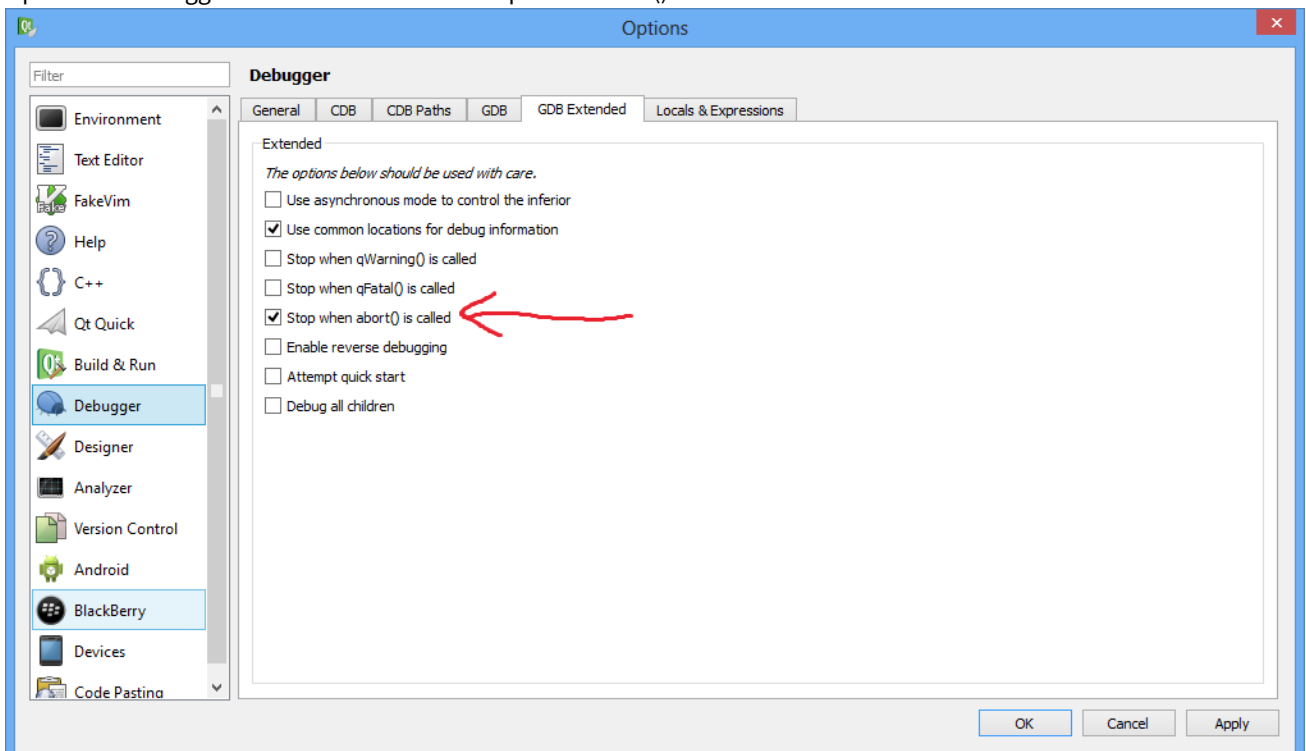 Options
Filter
Environment
Text Editor
FakeVim
Help
C++
Qt Quick
Build & Run
Debugger
Designer
Analyzer
Version Control
Android
BlackBerry
Devices
Code Pasting
Debugger
General CDB CDB Paths GDB GDB Extended Locals & Expressions
Extended
The options below should be used with care.
Use asynchronous mode to control the inferior
Use common locations for debug information
Stop when qWarning() is called
Stop when qFatal() is called
Stop when abort() is called
Enable reverse debugging
Attempt quick start
Debug all children
OK Cancel Apply